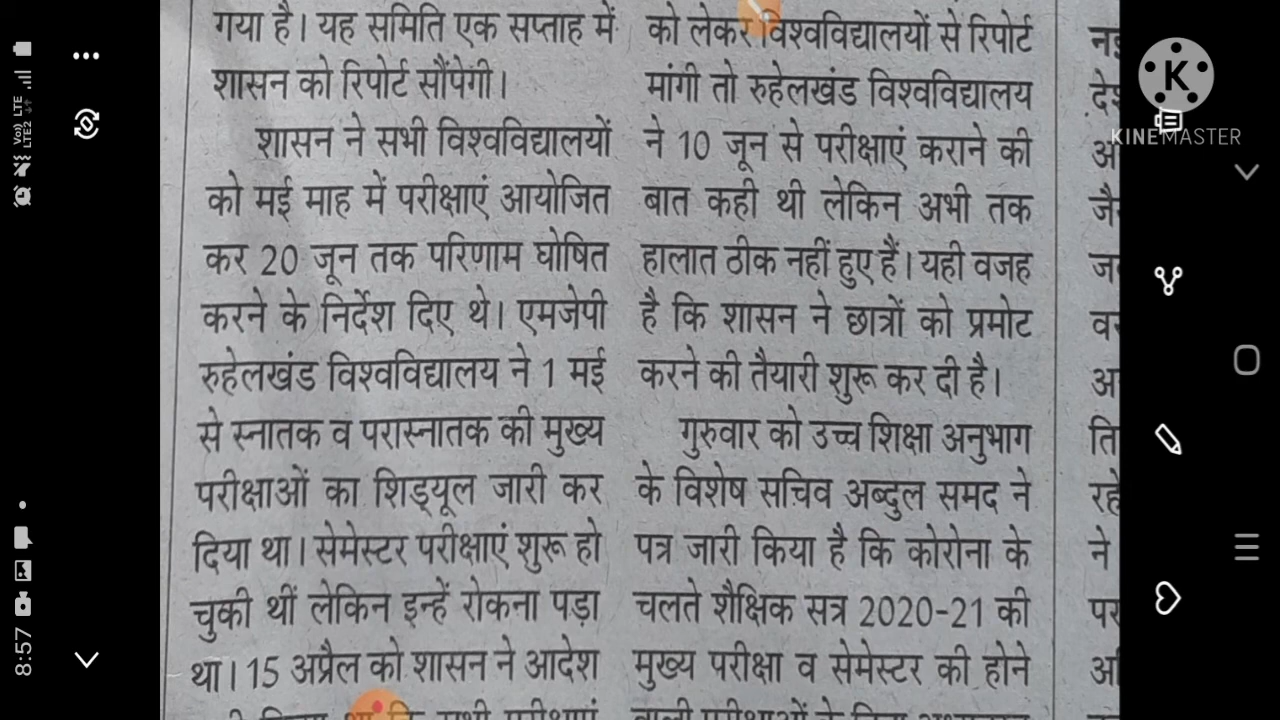 गया है। यह समिति एक सप्ताह में
शासन को रिपोर्ट सौंपेगी।
शासन ने सभी विश्वविद्यालयों
को मई माह में परीक्षाएं आयोजित
कर 20 जून तक परिणाम घोषित
करने के निर्देश दिए थे। एमजेपी
रुहेलखंड विश्वविद्यालय ने 1 मई
से स्नातक व परास्नातक की मुख्य
परीक्षाओं का शिड्यूल जारी कर
दिया था। सेमेस्टर परीक्षाएं शुरू हो
चुकी थीं लेकिन इन्हें रोकना पड़ा
था। 15 अप्रैल को शासन ने आदेश
को लेकर विश्वविद्यालयों से रिपोर्ट
मांगी तो रुहेलखंड विश्वविद्यालय
ने 10 जून से परीक्षाएं कराने की
बात कही थी लेकिन अभी तक
हालात ठीक नहीं हुए हैं। यही वजह
है कि शासन ने छात्रों को प्रमोट
करने की तैयारी शुरू कर दी है।
गुरुवार को उच्च शिक्षा अनुभाग
के विशेष सचिव अब्दुल समद ने
पत्र जारी किया है कि कोरोना के
चलते शैक्षिक सत्र 2020-21 की
मुख्य परीक्षा व सेमेस्टर की होने
K
KINEMASTER
8:57
Vo) LTE
LTE2